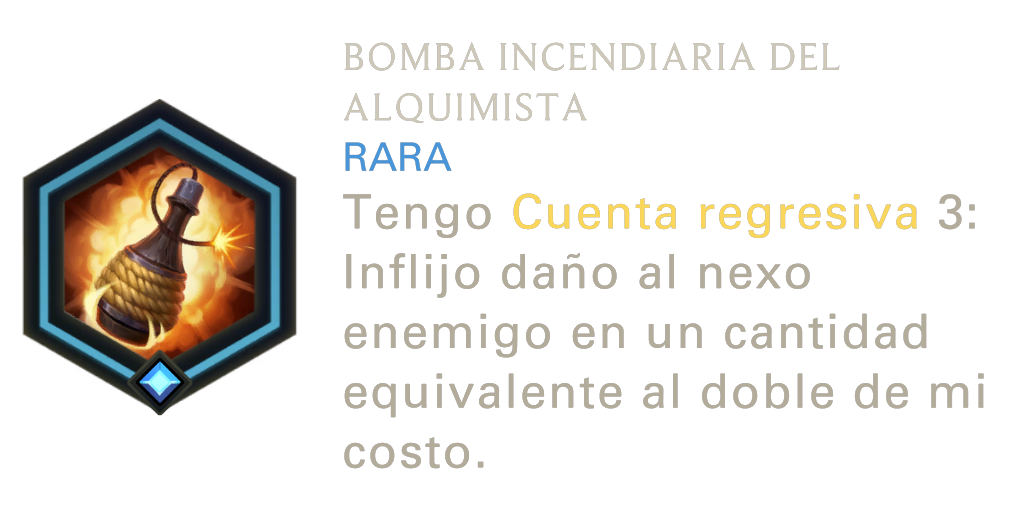 BOMBA INCENDIARIA DEL
ALQUIMISTA
RARA
Tengo Cuenta regresiva 3:
Inflijo daño al nexo
enemigo en un cantidad
equivalente al doble de mi
costo.